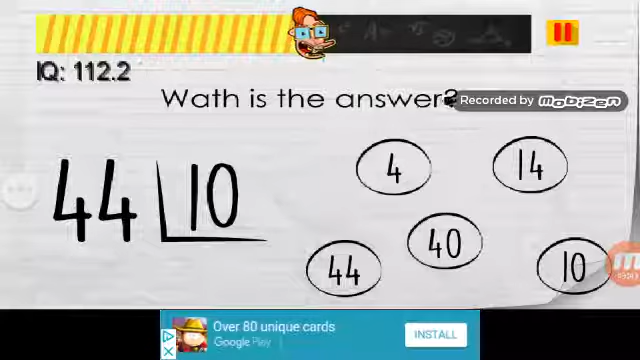 IQ: 112.2
Wath is the answer?
Recorded by MOBIZEN
44 10
4
14
40
44
10
Over 80 unique cards
Google Play
INSTALL